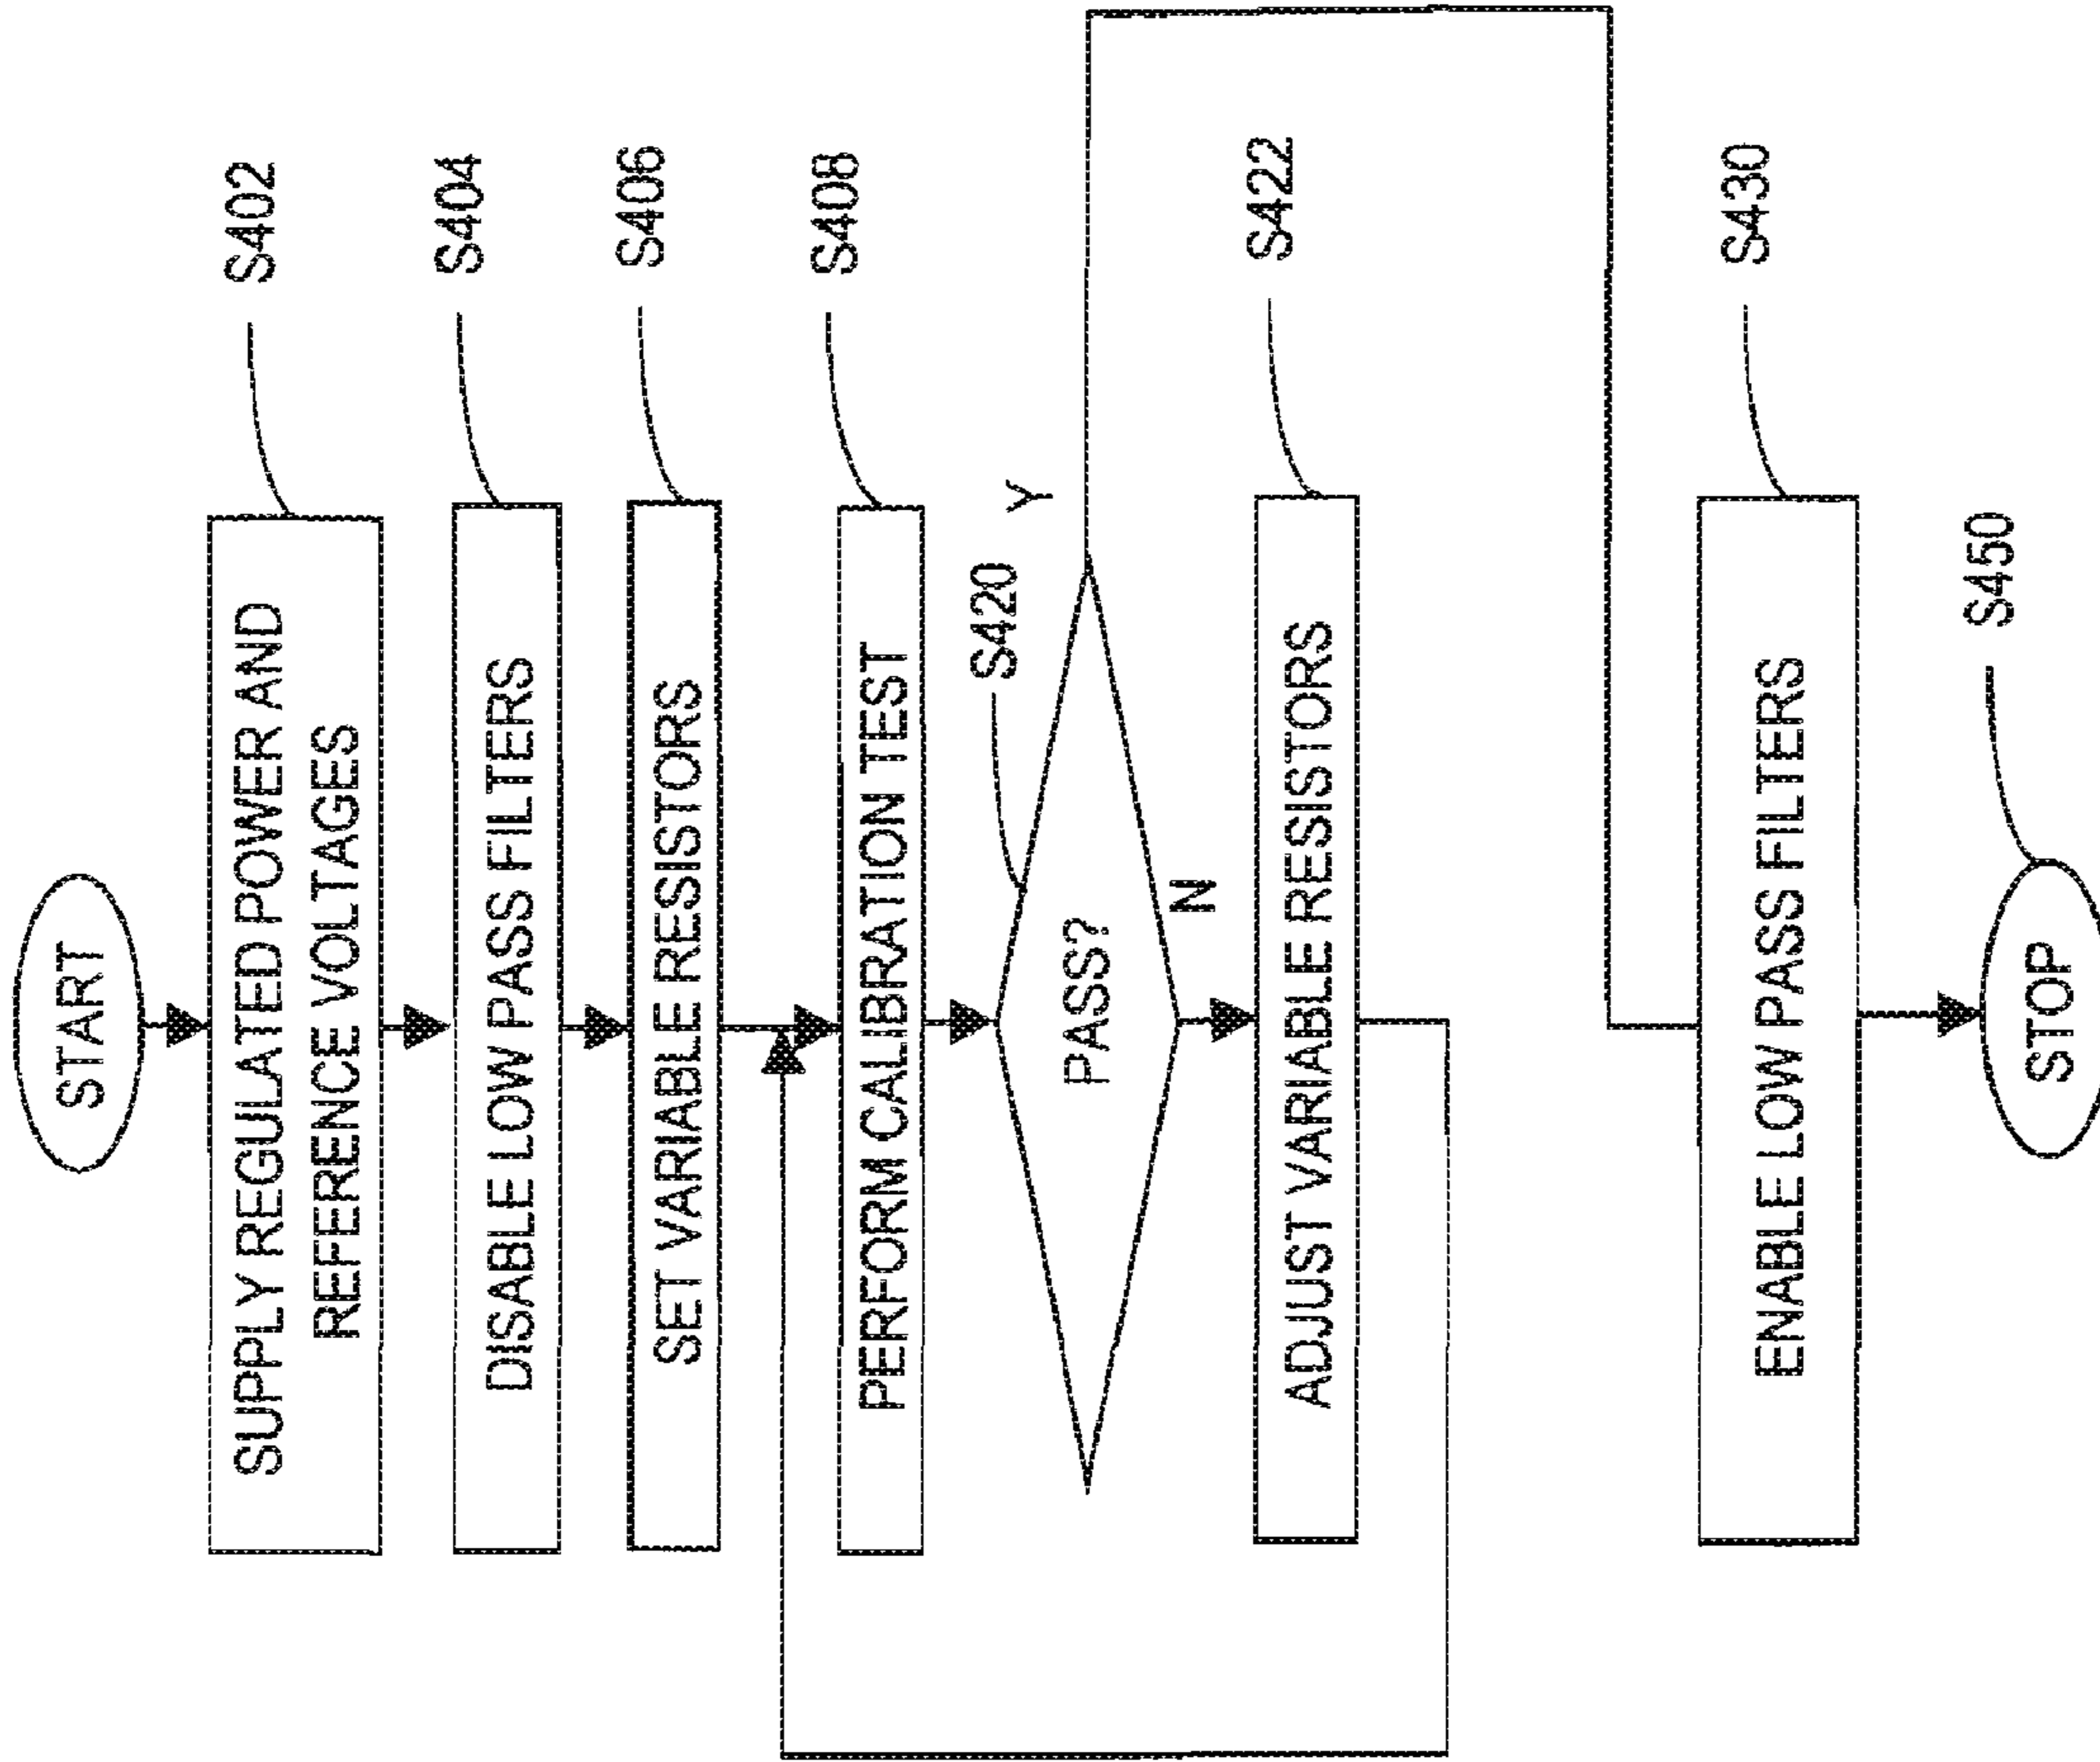 START
SUPPLY REGULATED POWER AND
REFERENCE VOLTAGES
S402
DISABLE LOW PASS FILTERS
S404
SET VARIABLE RESISTORS
S406
PERFORM CALIBRATION TEST
S408
S420
PASS?
Y
N
ADJUST VARIABLE RESISTORS
S422
ENABLE LOW PASS FILTERS
S430
STOP
S450